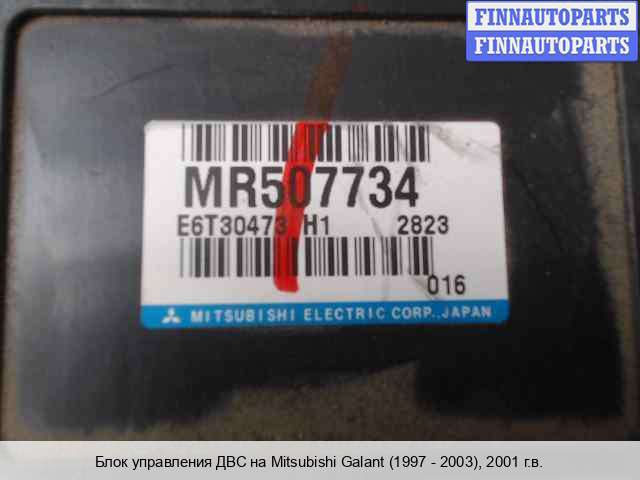 FINNAUTOPARTS
FINNAUTOPARTS
MR507734
E6T30473 H1 2823
016
MITSUBISHI ELECTRIC CORP., JAPAN
Блок управления ДВС на Mitsubishi Galant (1997 - 2003), 2001 г.в.